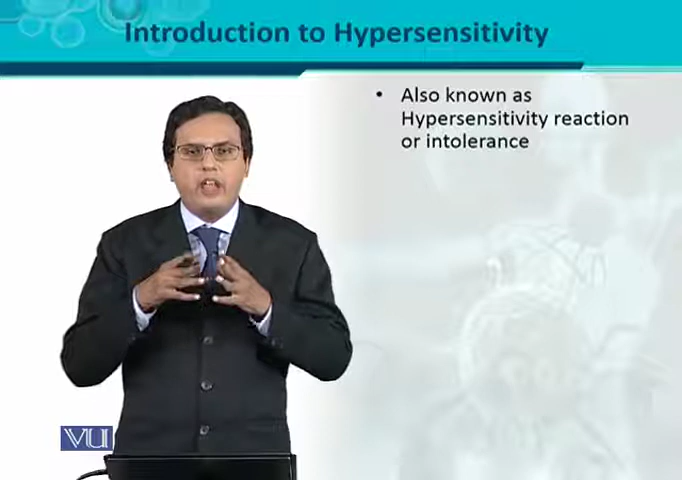 Introduction to Hypersensitivity
• Also known as
Hypersensitivity reaction
or intolerance
VU